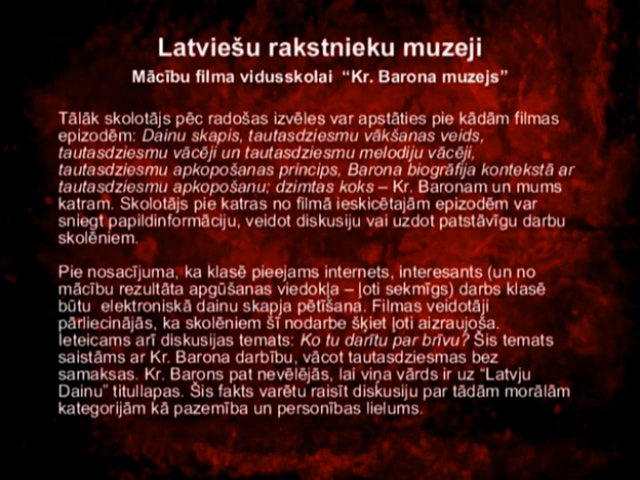 Latviešu rakstnieku muzeji
Mācību filma vidusskolai “Kr. Barona muzejs”
Tālāk skolotājs pēc radošas izvēles var apstāties pie kādām filmas
epizodēm: Dainu skapis, tautasdziesmu vākšanas veids,
tautasdziesmu vācēji un tautasdziesmu melodiju vācēji,
tautasdziesmu apkopošanas princips, Barona biogrāfija kontekstā ar
tautasdziesmu apkopošanu; dzimtas koks – Kr. Baronam un mums
katram. Skolotājs pie katras no filmā ieskicētajām epizodēm var
sniegt papildinformāciju, veidot diskusiju vai uzdot patstāvīgu darbu
skolēniem.
Pie nosacījuma, ka klasē pieejams internets, interesants (un no
mācību rezultāta apgūšanas viedokļa – ļoti sekmīgs) darbs klasē
būtu elektroniskā dainu skapja pētīšana. Filmas veidotāji
pārliecinājās, ka skolēniem šī nodarbe šķiet ļoti aizraujoša.
Ieteicams arī diskusijas temats: Ko tu darītu par brīvu? Šis temats
saistāms ar Kr. Barona darbību, vācot tautasdziesmas bez
samaksas. Kr. Barons pat nevēlējās, lai viņa vārds ir uz “Latvju
Dainu” titullapas. Šis fakts varētu raisīt diskusiju par tādām morālām
kategorijām kā pazemība un personības lielums.